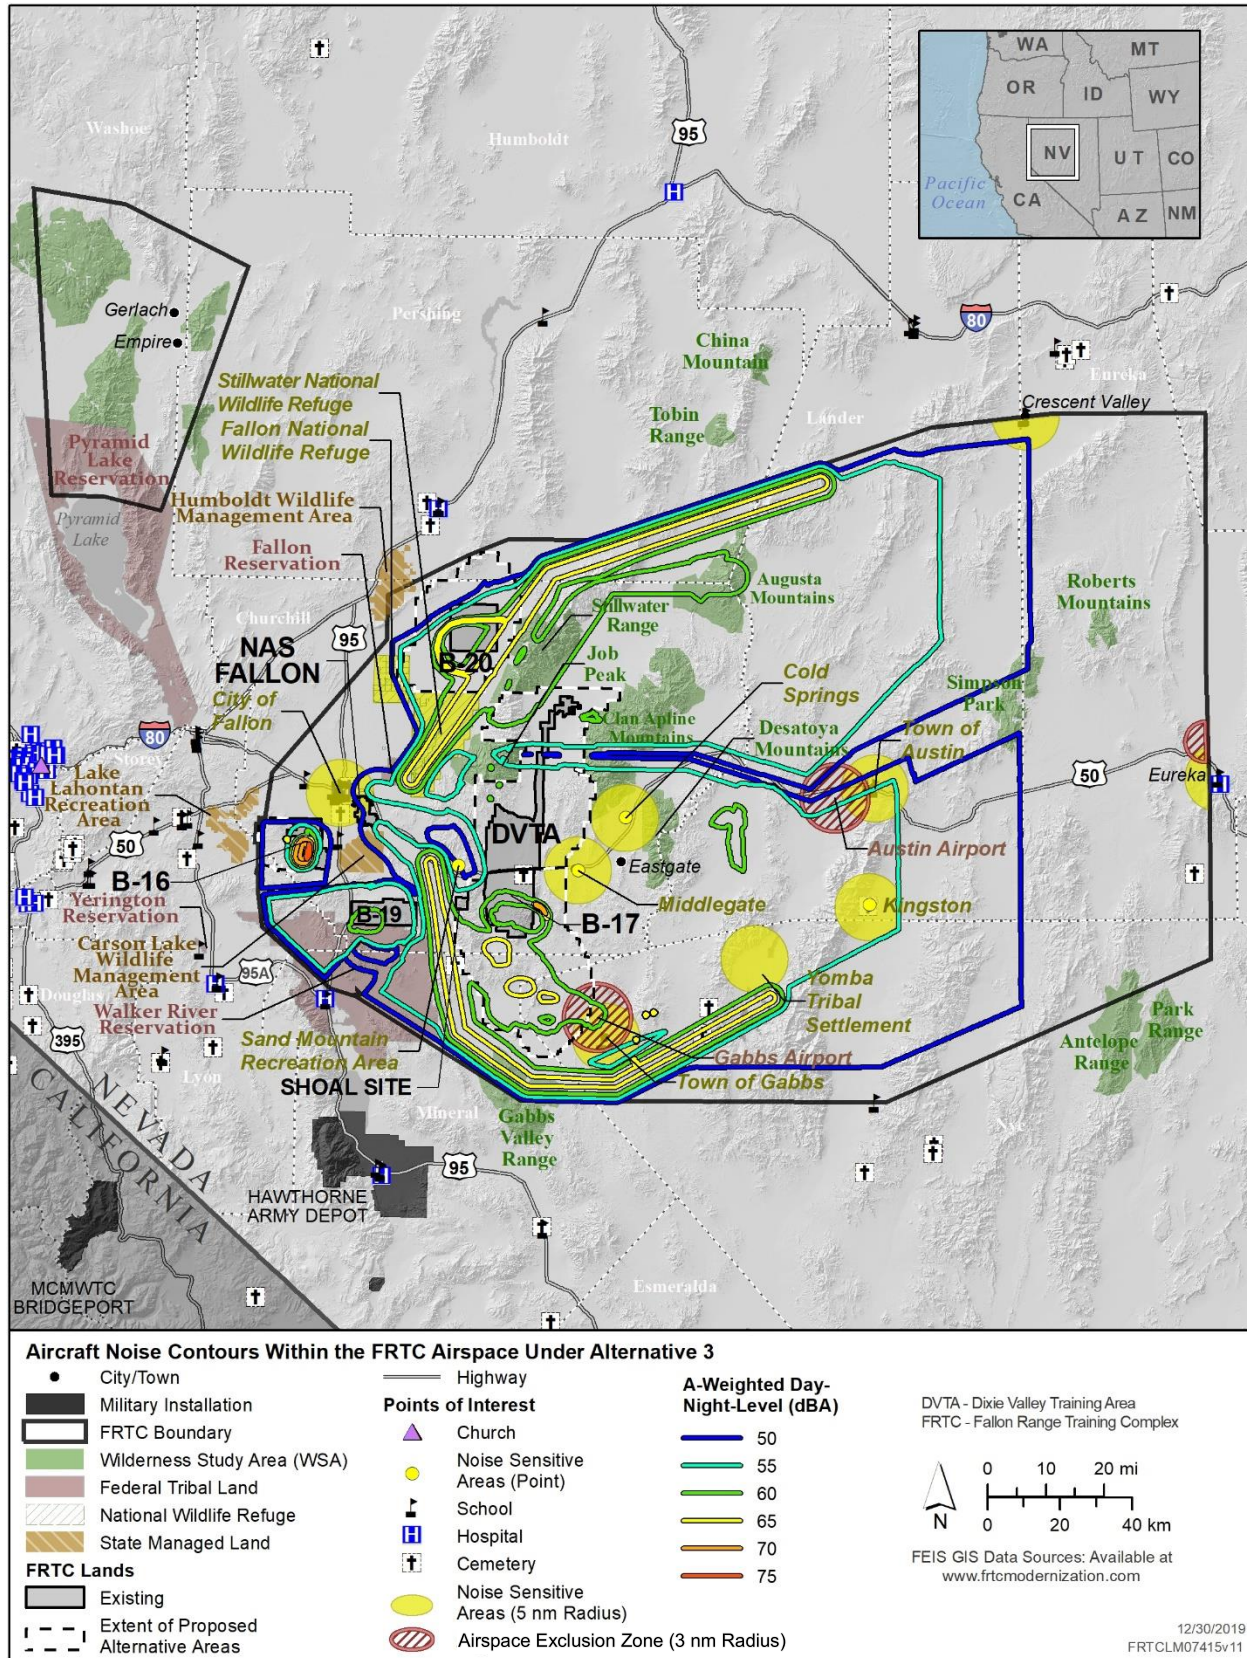 WA
MT
OR
ID
WY
NV
UT
CO
CA
AZ
NM
Pacific
Ocean
95
Washoe
Humboldt
Gerlach
Empire
Pershing
80
China
Mountain
Eureka
Crescent Valley
Lander
Tobin
Range
Stillwater National
Wildlife Refuge
Fallon National
Wildlife Refuge
Pyramid
Lake
Reservation
Humboldt Wildlife
Management Area
Pyramid
Lake
Fallon
Reservation
Augusta
Mountains
Roberts
Mountains
Churchill
Stillwater
Range
95
NAS
FALLON
B-20
Job
Peak
City of
Fallon
Cold
Springs
Simpson
Park
Clan Apline
Mountains
Desatoya
Mountains
Town of
Austin
80
Storey
50
Eureka
Lake
Lahontan
Recreation
Area
50
DVTA
Eastgate
Austin Airport
B-16
Yerington
Reservation
B-19
Middlegate
B-17
Kingston
Carson Lake
Wildlife
Management
Area
95A
Douglas
Walker River
Reservation
Yomba
Tribal
Settlement
395
Sand Mountain
Recreation Area
Gabbs Airport
Town of Gabbs
Park
Range
Antelope
Range
Lyon
SHOAL SITE
Mineral
Gabbs
Valley
Range
Nye
NEVADA
CALIFORNIA
95
HAWTHORNE
ARMY DEPOT
MCMWTC
BRIDGEPORT
Esmeralda
Aircraft Noise Contours Within the FRTC Airspace Under Alternative 3
City/Town
Military Installation
FRTC Boundary
Wilderness Study Area (WSA)
Federal Tribal Land
National Wildlife Refuge
State Managed Land
FRTC Lands
Existing
Extent of Proposed
Alternative Areas
Highway
Points of Interest
Church
Noise Sensitive
Areas (Point)
School
H Hospital
Cemetery
Noise Sensitive
Areas (5 nm Radius)
Airspace Exclusion Zone (3 nm Radius)
A-Weighted Day-
Night-Level (dBA)
50
55
60
65
70
75
DVTA - Dixie Valley Training Area
FRTC - Fallon Range Training Complex
N
0 10 20 mi
0 20 40 km
FEIS GIS Data Sources: Available at
www.frtcmodernization.com
12/30/2019
FRTCLM07415v11